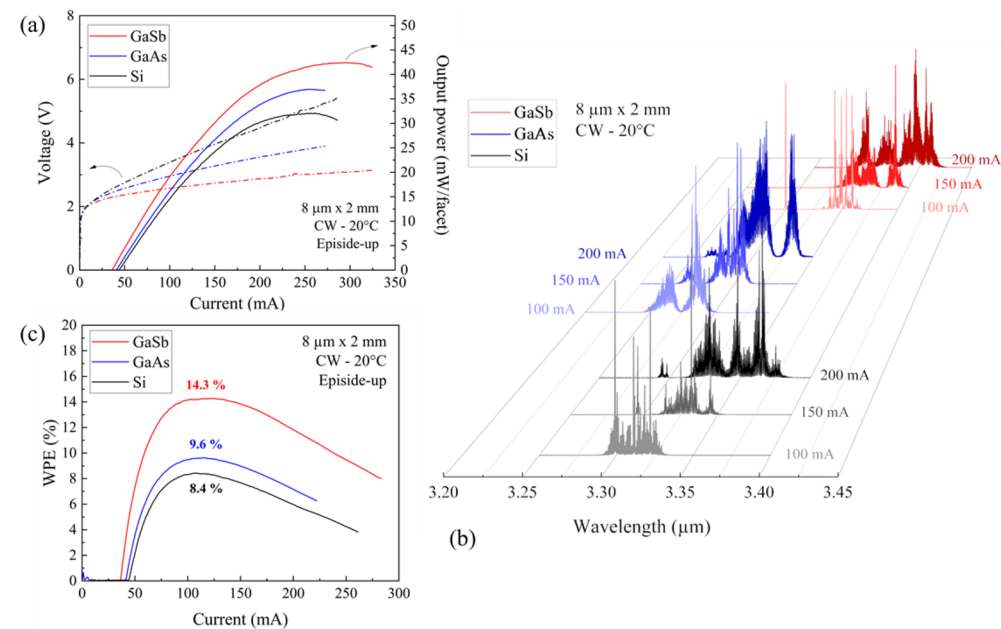 (a)
8
6
4
2
0
Voltage (V)
GaSb
GaAs
Si
50
45
40
35
30
25
20
15
10
5
0
Output power (mW/facet)
8 µm x 2 mm
CW - 20°C
Episide-up
0
50
100
150
200
250
300
350
Current (mA)
GaSb
GaAs
Si
8 µm x 2 mm
CW - 20°C
200 mA
150 mA
100 mA
200 mA
150 mA
100 mA
200 mA
150 mA
100 mA
3.20
3.25
3.30
3.35
3.40
3.45
Wavelength (µm)
(b)
(c)
20
18
16
14
12
10
8
6
4
2
0
WPE (%)
GaSb
GaAs
Si
8 µm x 2 mm
CW - 20°C
Episide-up
14.3 %
9.6 %
8.4 %
0
50
100
150
200
250
300
Current (mA)